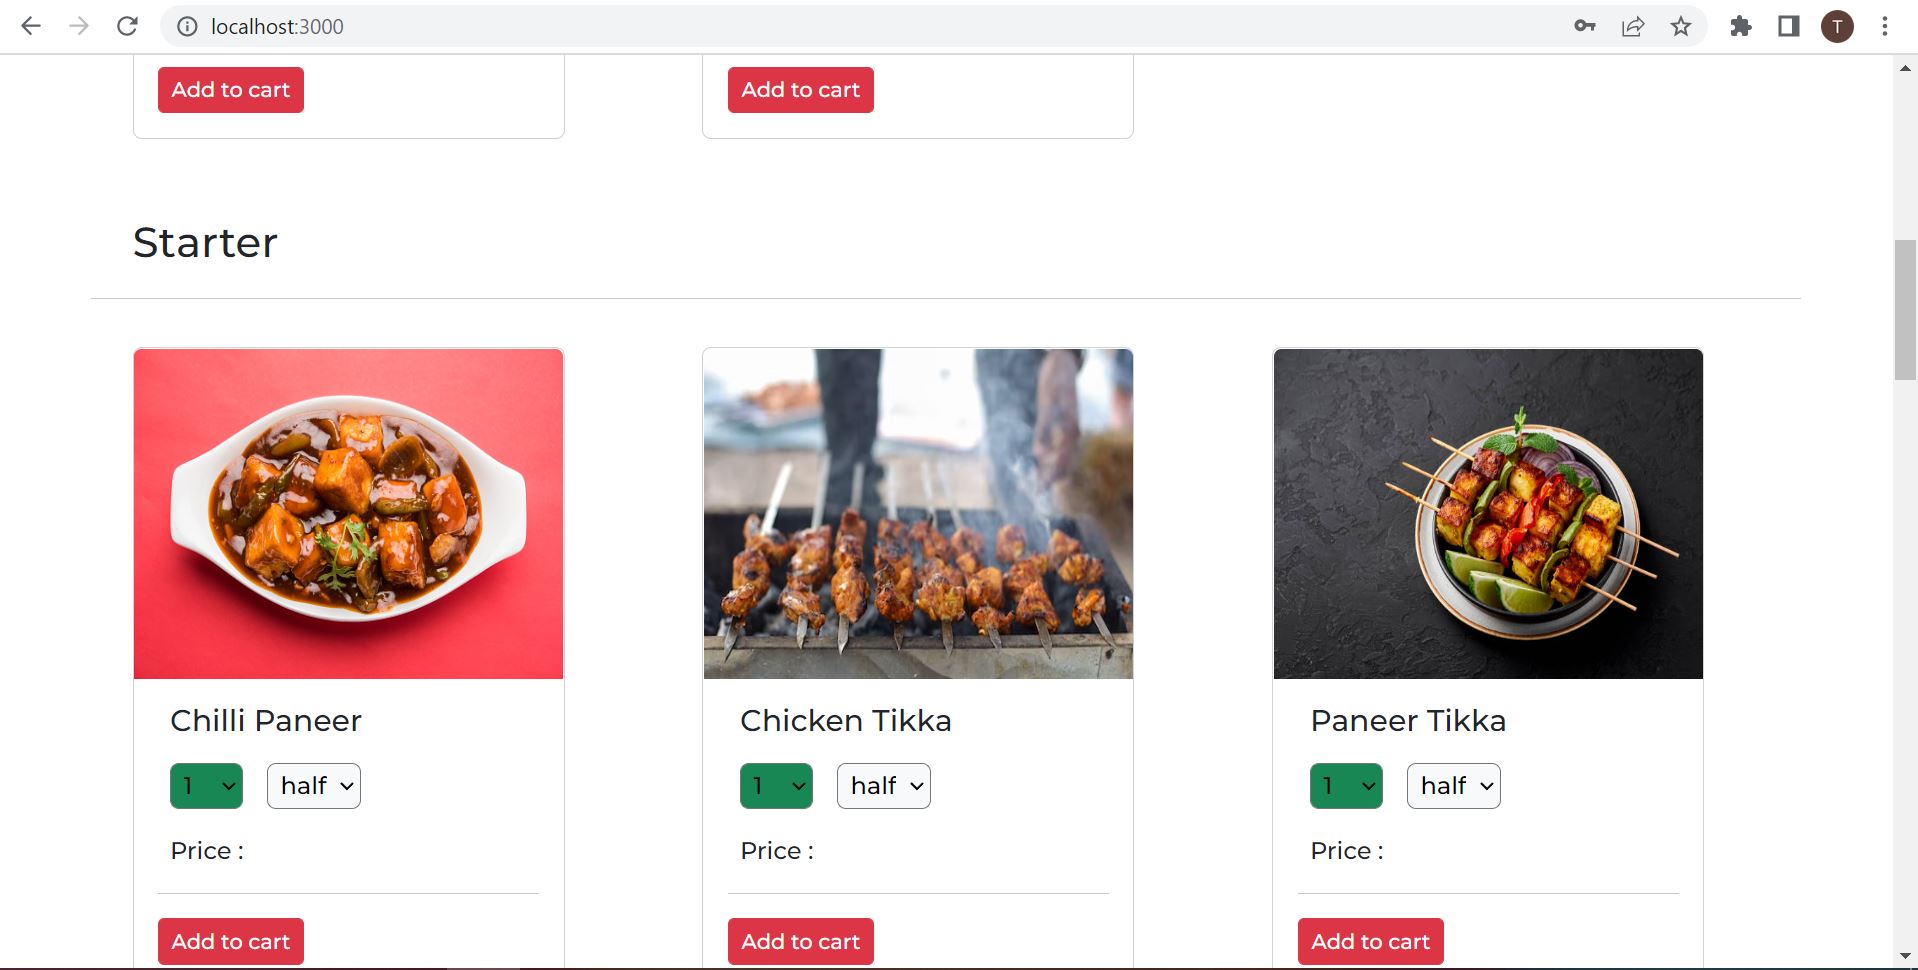 localhost:3000
T
Add to cart Add to cart
Starter
Chilli Paneer Chicken Tikka Paneer Tikka
1 half 1 half 1 half
Price : Price : Price :
Add to cart Add to cart Add to cart